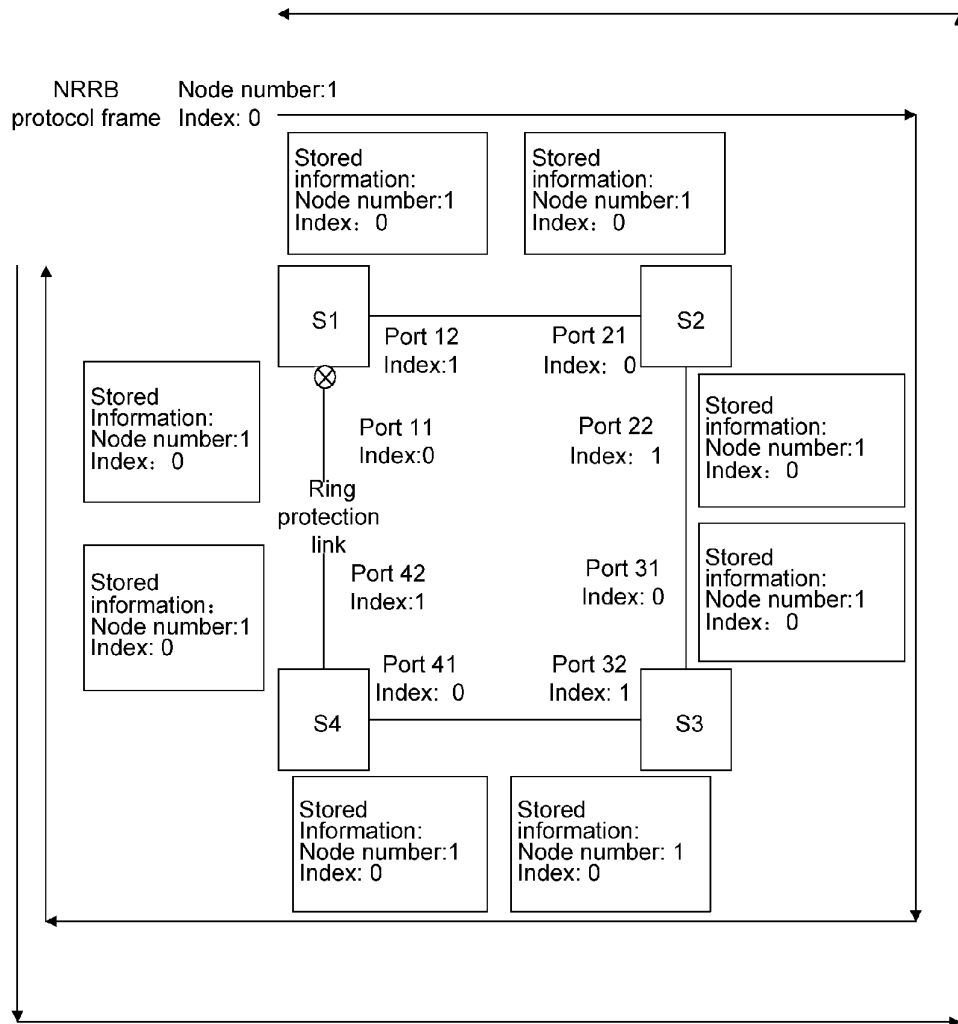 NRRB Node number:1
protocol frame Index: 0
Stored
information:
Node number:1
Index: 0
Stored
information:
Node number:1
Index: 0
S1
S2
Port 12
Index:1
Port 21
Index: 0
Stored
Information:
Node number:1
Index: 0
Port 11
Index:0
Port 22
Index: 1
Stored
information:
Node number:1
Index: 0
Ring
protection
link
Stored
information:
Node number:1
Index: 0
Port 42
Index:1
Port 31
Index: 0
Stored
information:
Node number:1
Index: 0
Port 41
Index: 0
Port 32
Index: 1
S4
S3
Stored
Information:
Node number:1
Index: 0
Stored
information:
Node number: 1
Index: 0